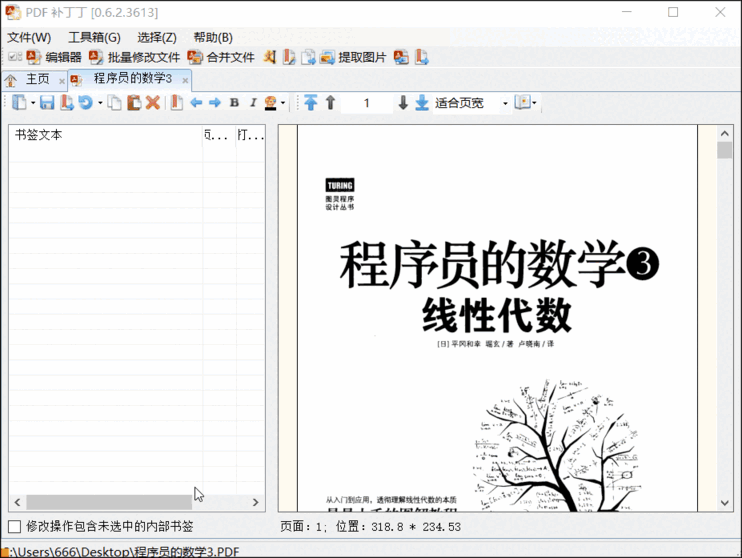 PDF 补丁丁 [0.6.2.3613]
文件(W) 工具箱(G) 选择(Z) 帮助(B)
编辑器 批量修改文件 合并文件 提取图片
主页 程序员的数学3
B I 1 适合页宽
书签文本 页... 打...
TURING
图灵程序
设计丛书
程序员的数学3
线性代数
[日]平冈和幸 堀玄/著 卢晓南/译
从入门到应用，透彻理解线性代数的本质
修改操作包含未选中的内部书签
页面：1; 位置：318.8 * 234.53
:\Users\666\Desktop\程序员的数学3.PDF